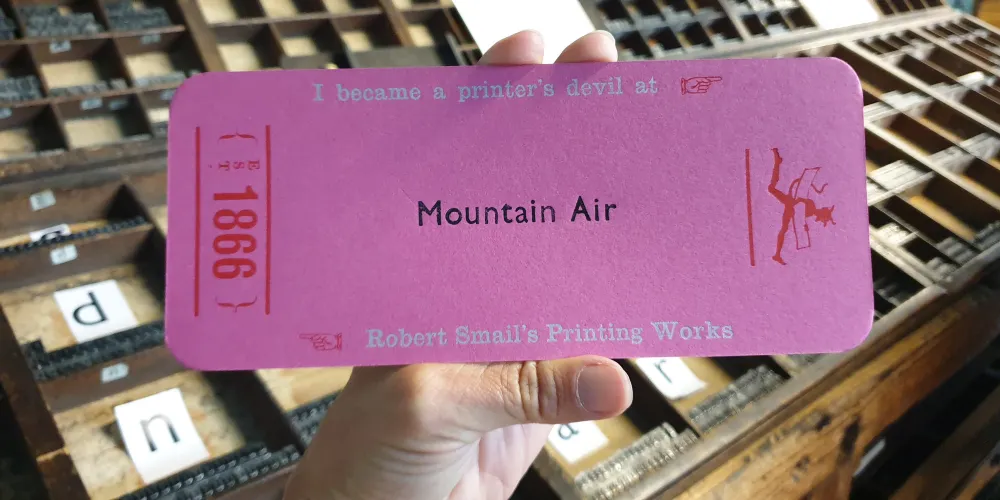 I became a printer's devil at
{ EST. 1866 }
Mountain Air
Robert Smail's Printing Works
d
n
r